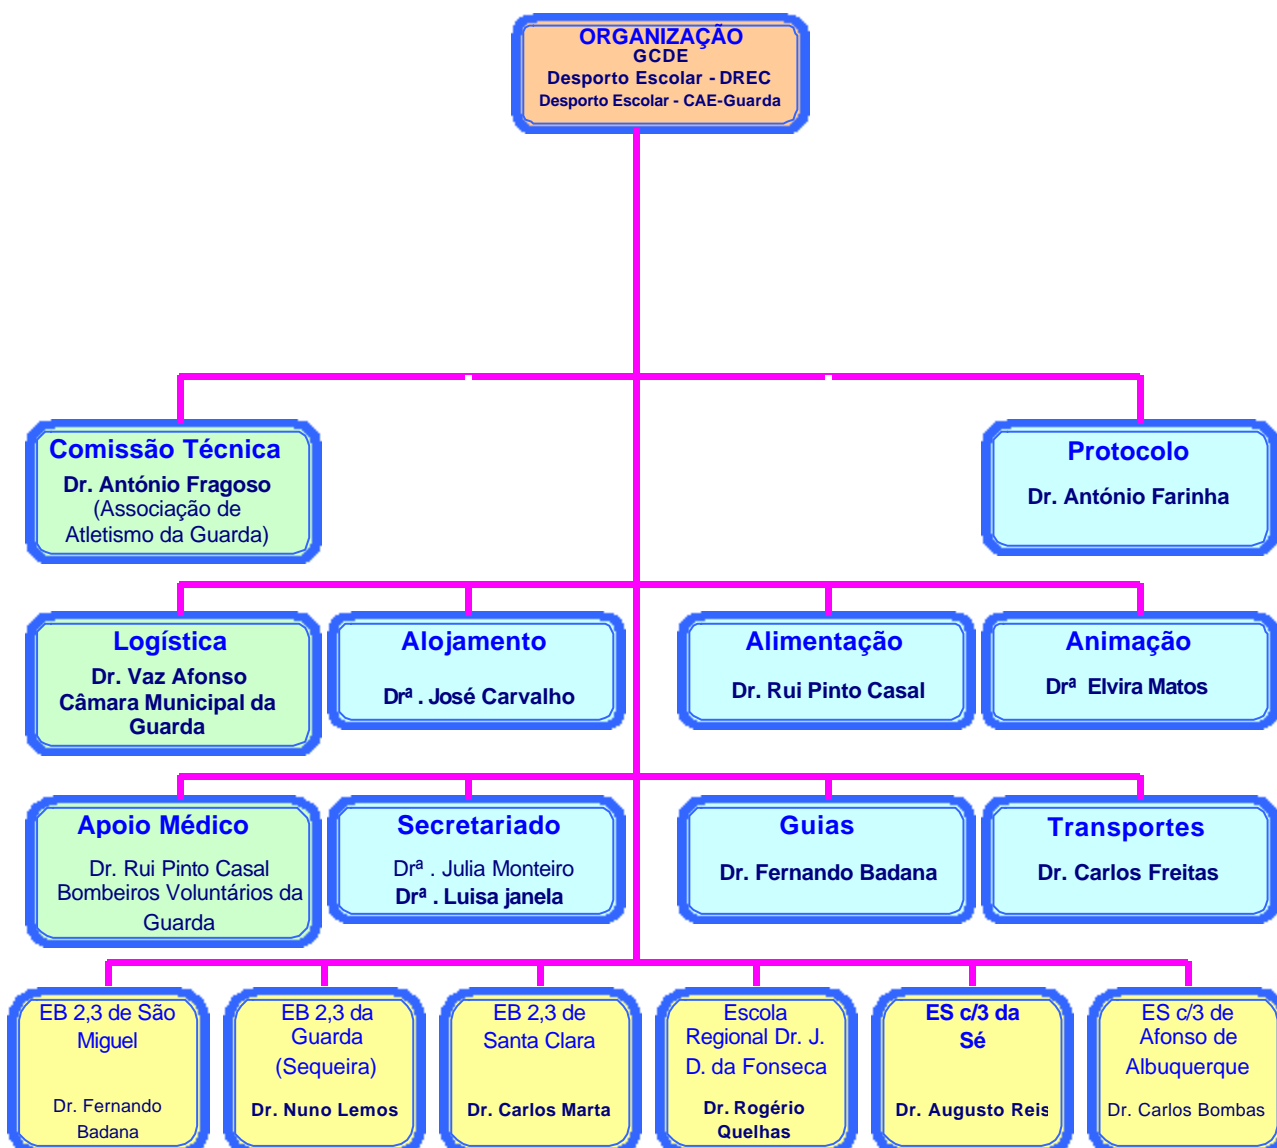 ORGANIZAÇÃO
GCDE
Desporto Escolar - DREC
Desporto Escolar - CAE-Guarda
Comissão Técnica
Dr. António Fragoso
(Associação de
Atletismo da Guarda)
Protocolo
Dr. António Farinha
Logística
Dr. Vaz Afonso
Câmara Municipal da
Guarda
Alojamento
Drª . José Carvalho
Alimentação
Dr. Rui Pinto Casal
Animação
Drª Elvira Matos
Apoio Médico
Dr. Rui Pinto Casal
Bombeiros Voluntários da
Guarda
Secretariado
Drª . Julia Monteiro
Drª . Luisa janela
Guias
Dr. Fernando Badana
Transportes
Dr. Carlos Freitas
EB 2,3 de São
Miguel
Dr. Fernando
Badana
EB 2,3 da
Guarda
(Sequeira)
Dr. Nuno Lemos
EB 2,3 de
Santa Clara
Dr. Carlos Marta
Escola
Regional Dr. J.
D. da Fonseca
Dr. Rogério
Quelhas
ES c/3 da
Sé
Dr. Augusto Reis
ES c/3 de
Afonso de
Albuquerque
Dr. Carlos Bombas